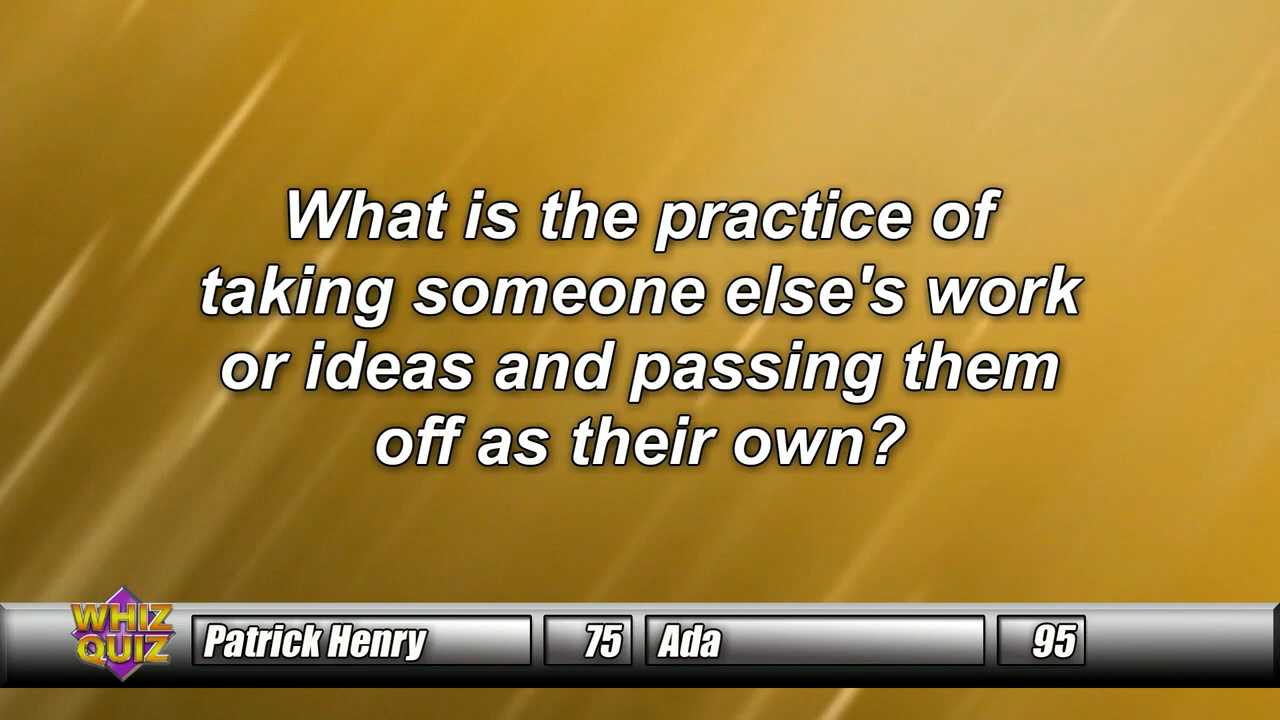 What is the practice of
taking someone else's work
or ideas and passing them
off as their own?
WHIZ
QUIZ
Patrick Henry 75 Ada 95